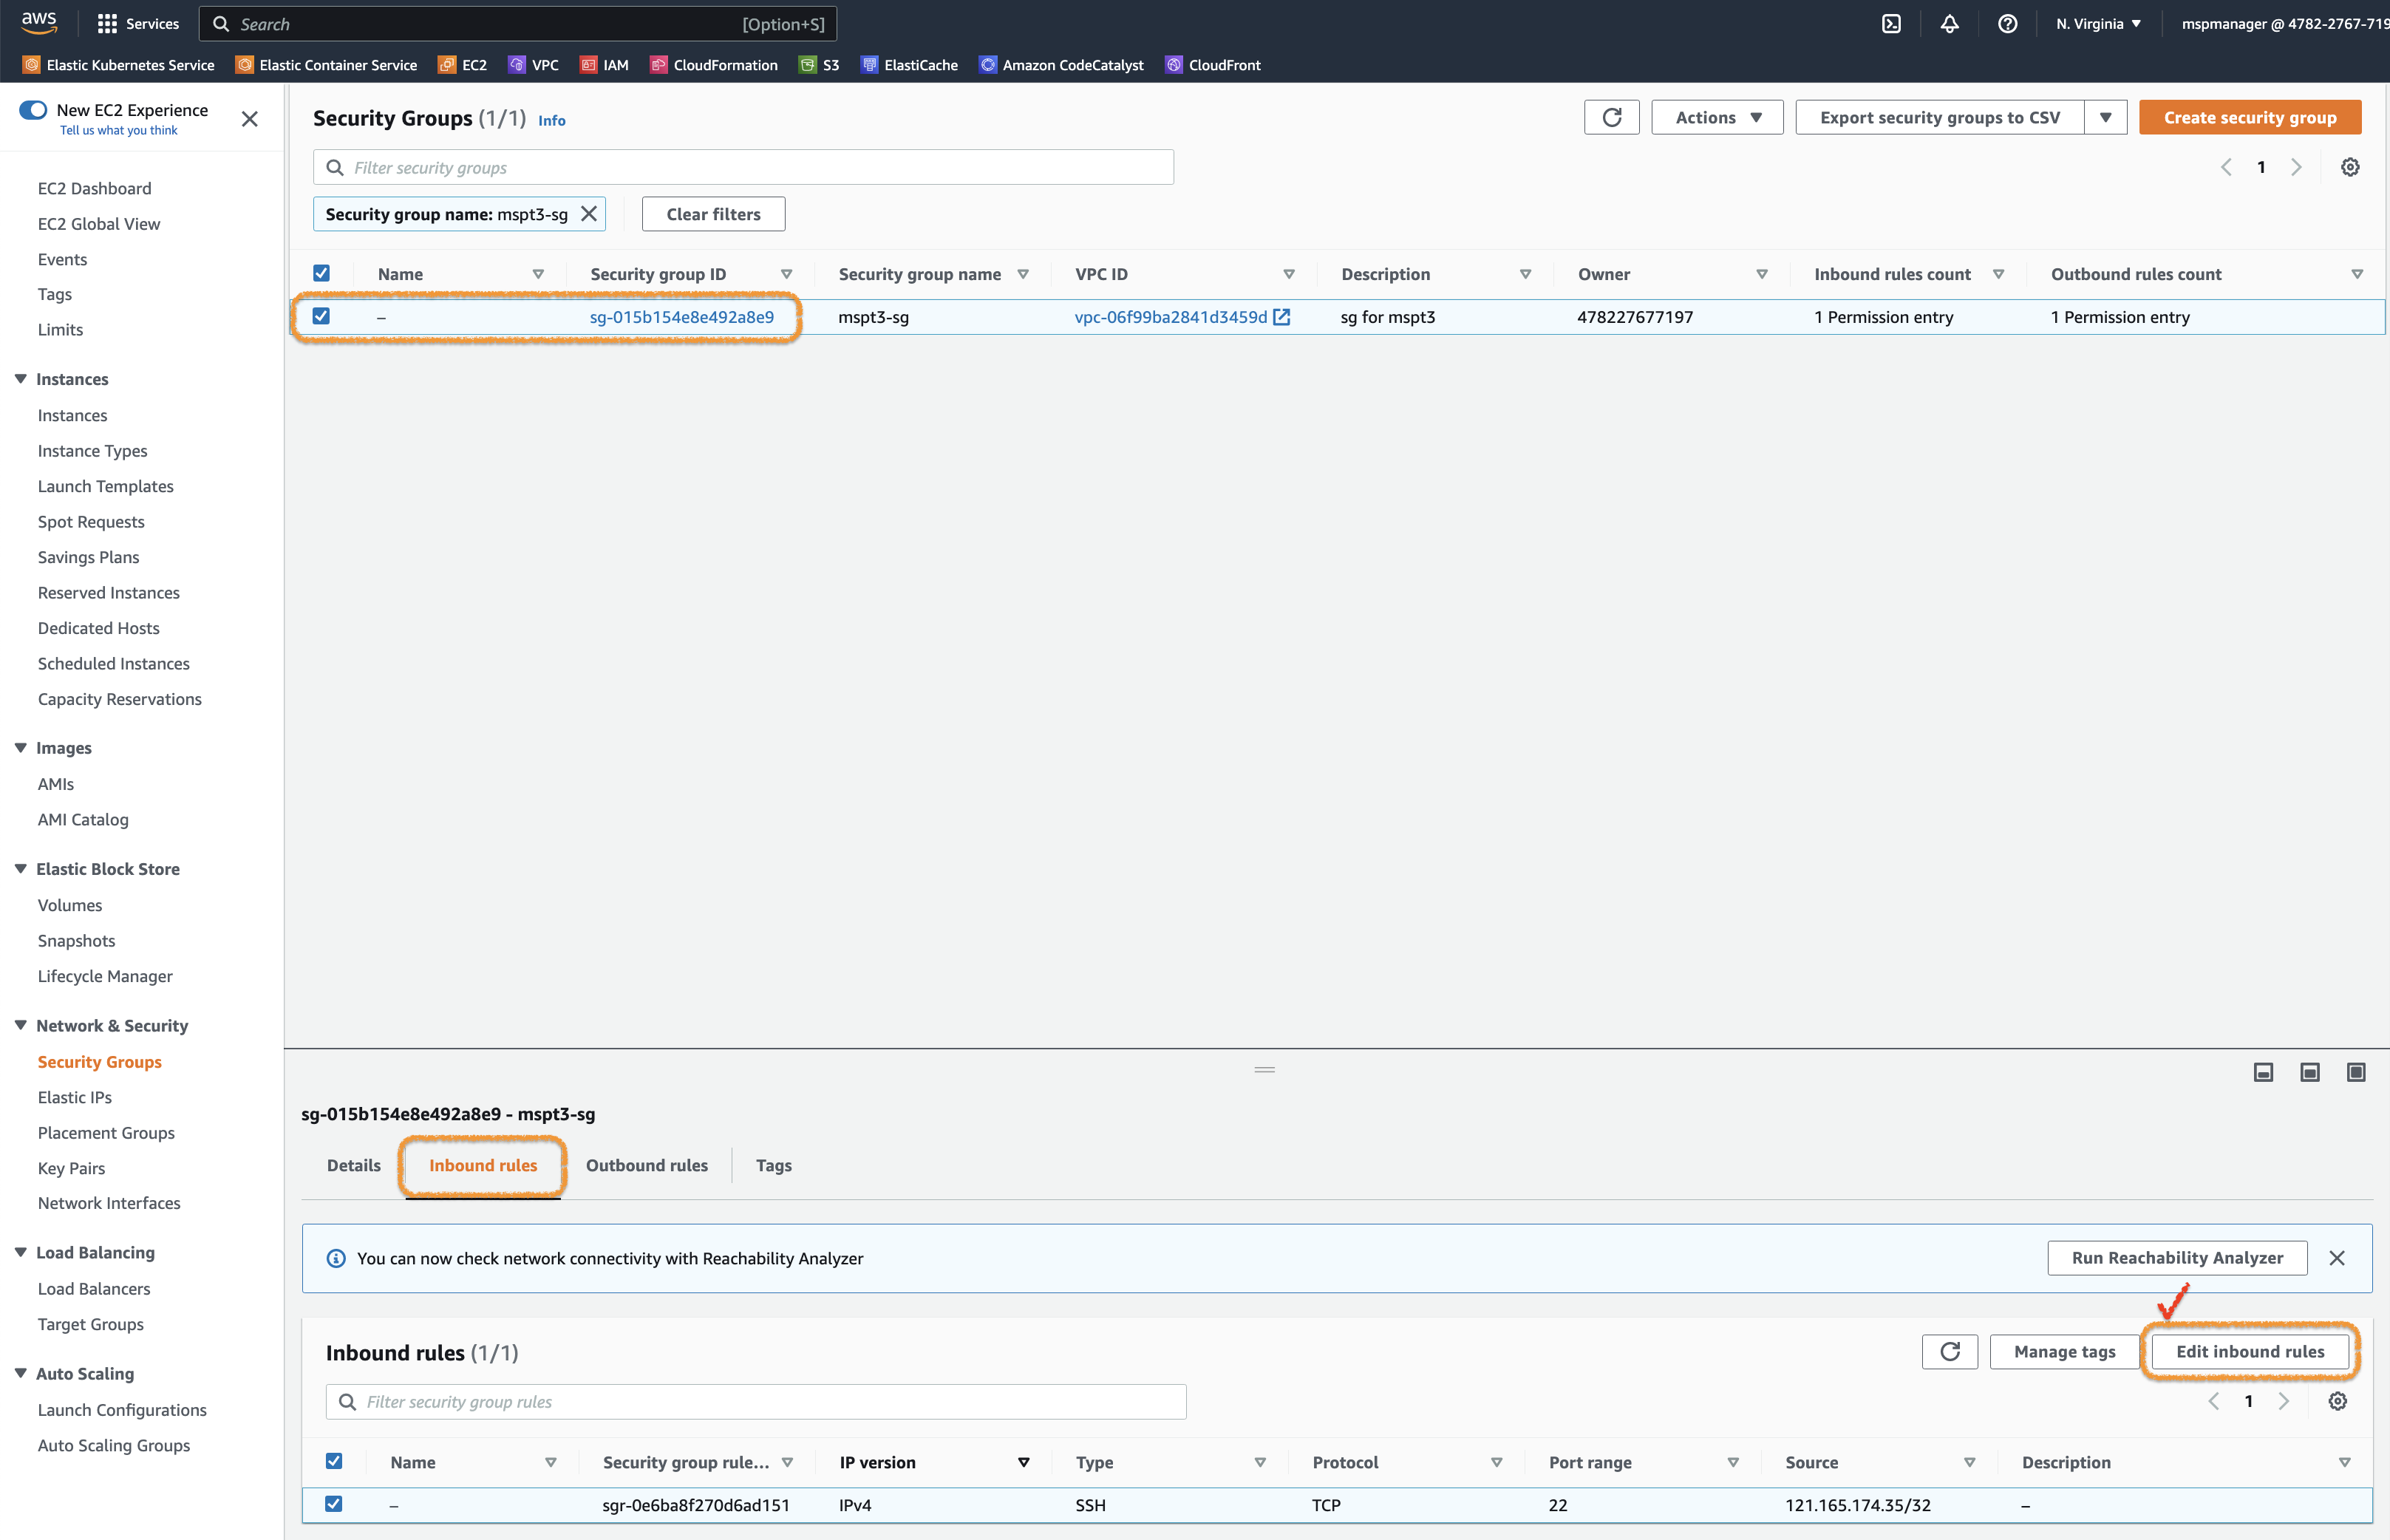 aws
Services
Search
[Option+S]
N. Virginia
mspmanager @ 4782-2767-719
Elastic Kubernetes Service
Elastic Container Service
EC2
VPC
IAM
CloudFormation
S3
ElastiCache
Amazon CodeCatalyst
CloudFront
New EC2 Experience
Tell us what you think
EC2 Dashboard
EC2 Global View
Events
Tags
Limits
Instances
Instances
Instance Types
Launch Templates
Spot Requests
Savings Plans
Reserved Instances
Dedicated Hosts
Scheduled Instances
Capacity Reservations
Images
AMIs
AMI Catalog
Elastic Block Store
Volumes
Snapshots
Lifecycle Manager
Network & Security
Security Groups
Elastic IPs
Placement Groups
Key Pairs
Network Interfaces
Load Balancing
Load Balancers
Target Groups
Auto Scaling
Launch Configurations
Auto Scaling Groups
Security Groups (1/1) Info
Actions
Export security groups to CSV
Create security group
Filter security groups
1
Security group name: mspt3-sg
Clear filters
Name Security group ID Security group name VPC ID Description Owner Inbound rules count Outbound rules count
– sg-015b154e8e492a8e9 mspt3-sg vpc-06f99ba2841d3459d sg for mspt3 478227677197 1 Permission entry 1 Permission entry
sg-015b154e8e492a8e9 - mspt3-sg
Details Inbound rules Outbound rules Tags
You can now check network connectivity with Reachability Analyzer
Run Reachability Analyzer
Inbound rules (1/1)
Manage tags
Edit inbound rules
Filter security group rules
1
Name Security group rule... IP version Type Protocol Port range Source Description
– sgr-0e6ba8f270d6ad151 IPv4 SSH TCP 22 121.165.174.35/32 –